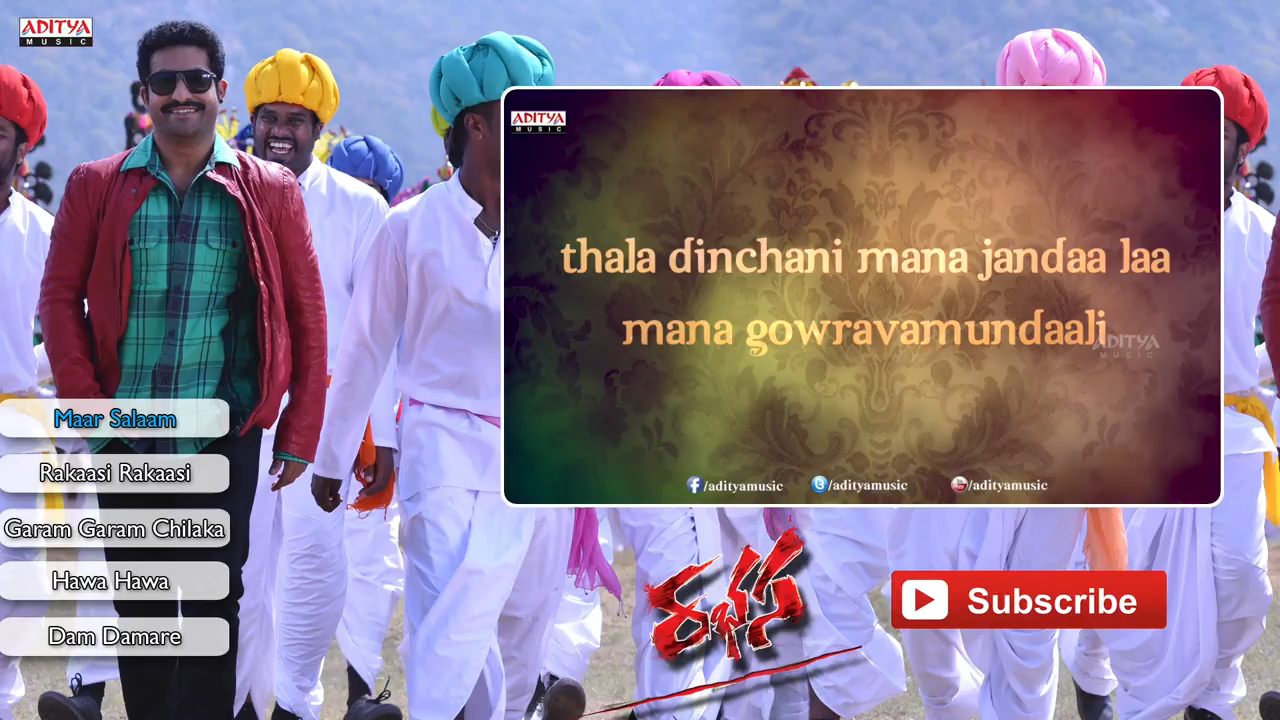 ADITYA
MUSIC
ADITYA
MUSIC
thala dinchani mana jandaa laa
mana gowravamundaali
ADITYA
MUSIC
/adityamusic /adityamusic /adityamusic
Maar Salaam
Rakaasi Rakaasi
Garam Garam Chilaka
Hawa Hawa
Dam Damare
రభస
Subscribe